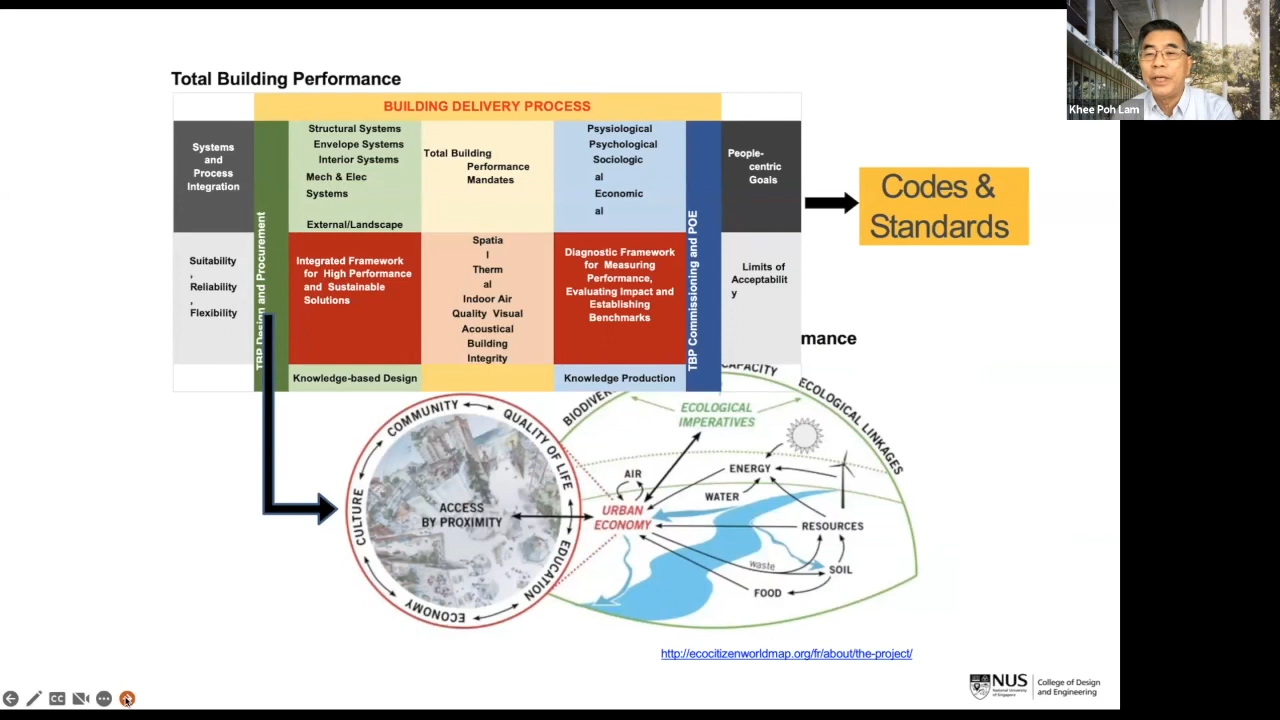 Khee Poh Lam
Total Building Performance
BUILDING DELIVERY PROCESS
Systems
and
Process
Integration
TBP Design and Procurement
Structural Systems
Envelope Systems
Interior Systems
Mech & Elec
Systems
External/Landscape
Total Building
Performance
Mandates
Psysiological
Psychological
Sociologic
al
Economic
al
TBP Commissioning and POE
People-
centric
Goals
Codes &
Standards
Suitability
,
Reliability
,
Flexibility
Integrated Framework
for High Performance
and Sustainable
Solutions
Spatia
l
Therm
al
Indoor Air
Quality Visual
Acoustical
Building
Integrity
Diagnostic Framework
for Measuring
Performance,
Evaluating Impact and
Establishing
Benchmarks
Limits of
Acceptabilit
y
Knowledge-based Design
Knowledge Production
mance
COMMUNITY
QUALITY OF LIFE
EDUCATION
ECONOMY
CULTURE
ACCESS
BY PROXIMITY
CAPACITY
ECOLOGICAL LINKAGES
ECOLOGICAL
IMPERATIVES
AIR
ENERGY
WATER
URBAN
ECONOMY
RESOURCES
waste
SOIL
FOOD
http://ecocitizenworldmap.org/fr/about/the-project/
NUS
National University
of Singapore
College of Design
and Engineering
CC